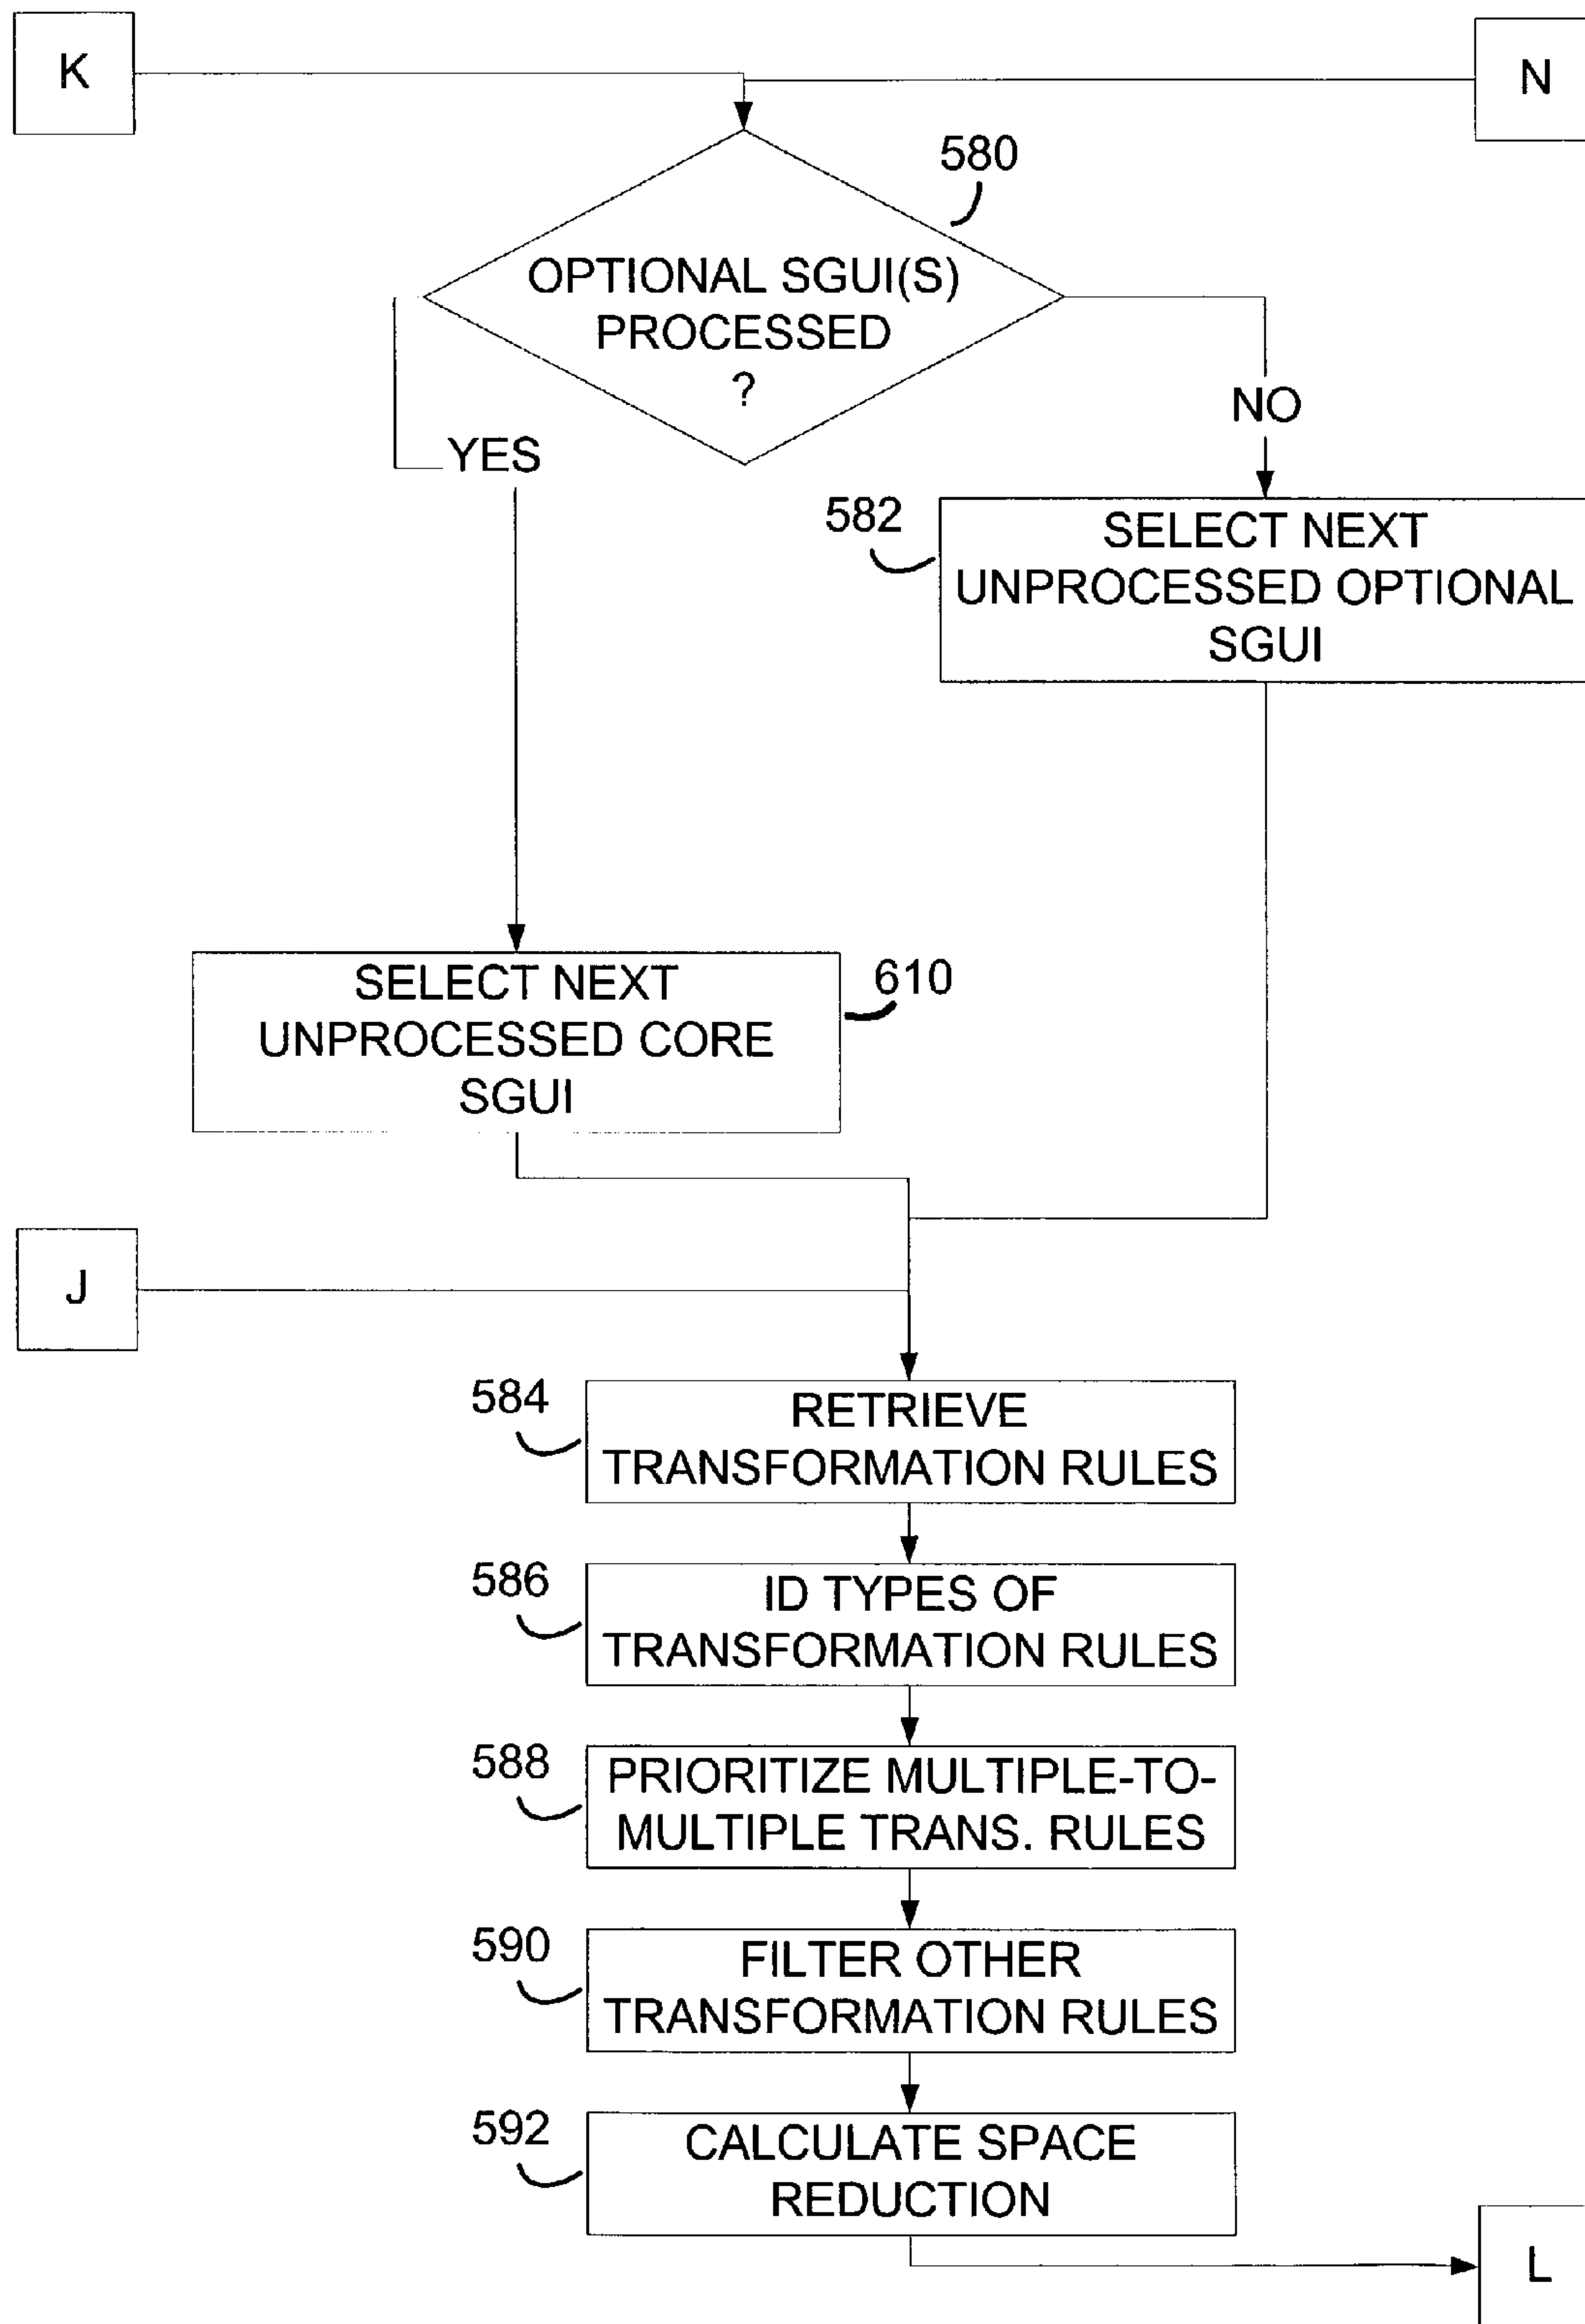 K
N
580
OPTIONAL SGUI(S)
PROCESSED
?
NO
YES
582
SELECT NEXT
UNPROCESSED OPTIONAL
SGUI
SELECT NEXT
UNPROCESSED CORE
SGUI
610
J
584
RETRIEVE
TRANSFORMATION RULES
586
ID TYPES OF
TRANSFORMATION RULES
588
PRIORITIZE MULTIPLE-TO-
MULTIPLE TRANS. RULES
590
FILTER OTHER
TRANSFORMATION RULES
592
CALCULATE SPACE
REDUCTION
L